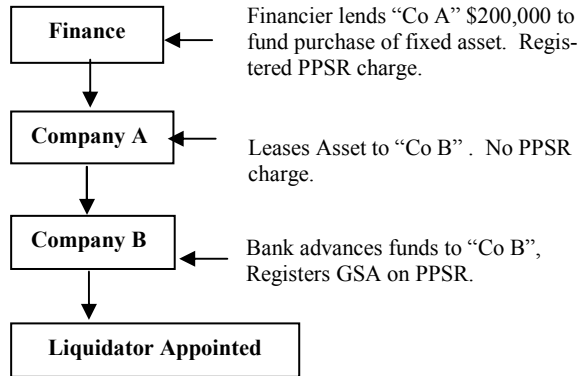 Finance
Financier lends “Co A” $200,000 to
fund purchase of fixed asset. Regis-
tered PPSR charge.
Company A
Leases Asset to “Co B” . No PPSR
charge.
Company B
Bank advances funds to “Co B”,
Registers GSA on PPSR.
Liquidator Appointed